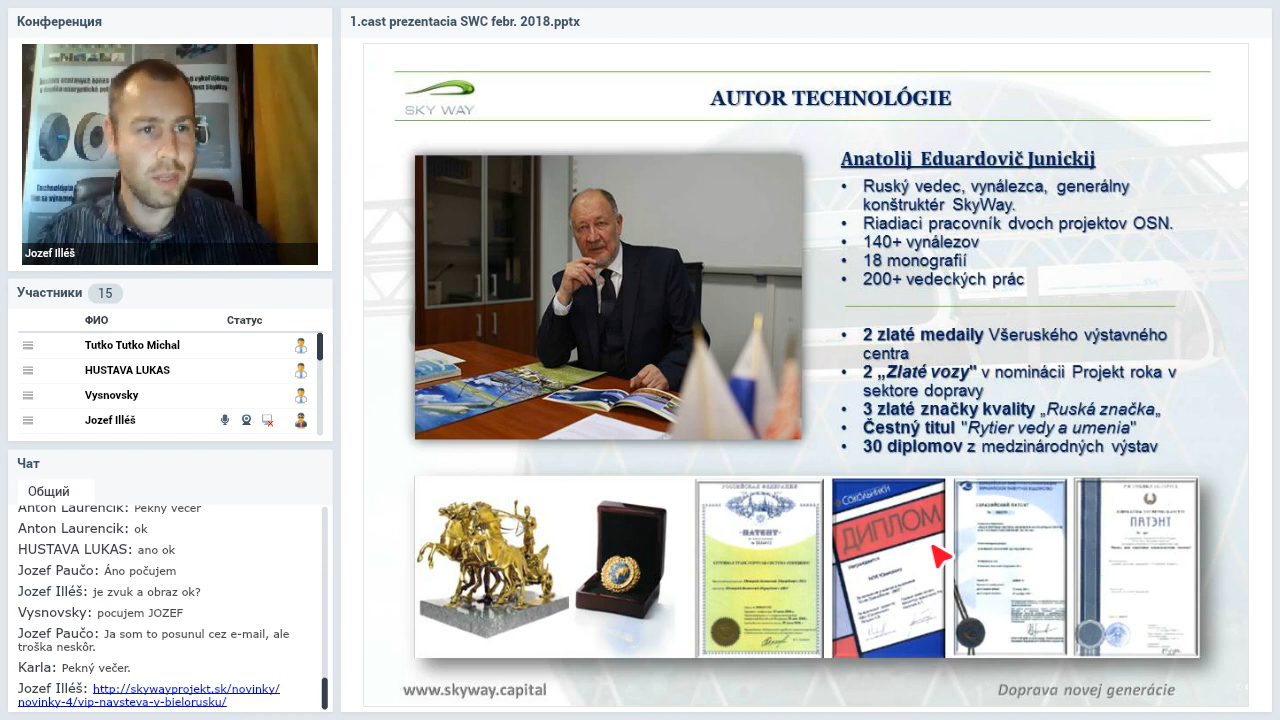 Конференция
Jozef Illéš
Участники 15
ФИО Статус
Tutko Tutko Michal
HUSTAVA LUKAS
Vysnovsky
Jozef Illéš
Чат
Общий
Anton Laurencik: Pekný večer
Anton Laurencik: ok
HUSTAVA LUKAS: ano ok
Jozef Paučo: Áno počujem
Jozef Illéš: je zvuk a obraz ok?
Vysnovsky: pocujem JOZEF
Jozef Paučo: Ja som to posunul cez e-mail, ale
troška neskôr.
Karla: Pekný večer.
Jozef Illéš: http://skywayprojekt.sk/novinky/
novinky-4/vip-navsteva-v-bielorusku/
1.cast prezentacia SWC febr. 2018.pptx
SKY WAY
AUTOR TECHNOLÓGIE
Anatolij Eduardovič Junickij
• Ruský vedec, vynálezca, generálny
konštruktér SkyWay.
• Riadiaci pracovník dvoch projektov OSN.
• 140+ vynálezov
• 18 monografií
• 200+ vedeckých prác
• 2 zlaté medaily Všeruského výstavného
centra
• 2 „Zlaté vozy" v nominácii Projekt roka v
sektore dopravy
• 3 zlaté značky kvality „Ruská značka„
• Čestný titul "Rytier vedy a umenia"
• 30 diplomov z medzinárodných výstav
ПАТЕНТ
СОКОЛЬНИКИ
ДИПЛОМ
ЕВРАЗИЙСКИЙ ПАТЕНТ
ПАТЭНТ
www.skyway.capital
Doprava novej generácie